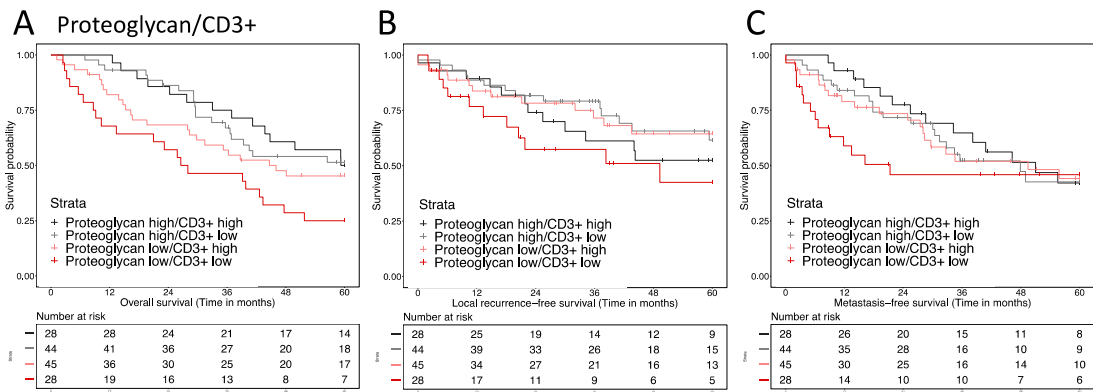 A Proteoglycan/CD3+
1.00
0.75
0.50
0.25
0.00
Survival probability
Strata
Proteoglycan high/CD3+ high
Proteoglycan high/CD3+ low
Proteoglycan low/CD3+ high
Proteoglycan low/CD3+ low
0 12 24 36 48 60
Overall survival (Time in months)
Number at risk
28 28 24 21 17 14
44 41 36 27 20 18
45 36 30 25 20 17
28 19 16 13 8 7
B
1.00
0.75
0.50
0.25
0.00
Survival probability
Strata
Proteoglycan high/CD3+ high
Proteoglycan high/CD3+ low
Proteoglycan low/CD3+ high
Proteoglycan low/CD3+ low
0 12 24 36 48 60
Local recurrence-free survival (Time in months)
Number at risk
28 25 19 14 12 9
44 39 33 26 18 15
45 34 27 21 16 13
28 17 11 9 6 5
C
1.00
0.75
0.50
0.25
0.00
Survival probability
Strata
Proteoglycan high/CD3+ high
Proteoglycan high/CD3+ low
Proteoglycan low/CD3+ high
Proteoglycan low/CD3+ low
0 12 24 36 48 60
Metastasis-free survival (Time in months)
Number at risk
28 26 20 15 11 8
44 35 28 16 10 9
45 30 25 16 14 10
28 14 10 10 7 6